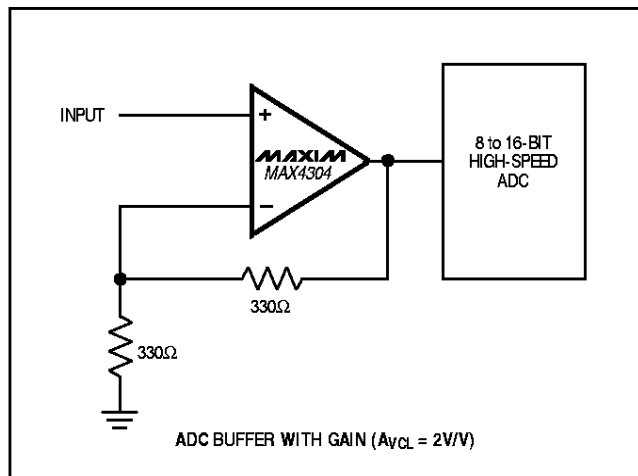 INPUT
+
MAXIM
MAX4304
−
8 to 16-BIT
HIGH-SPEED
ADC
330Ω
330Ω
ADC BUFFER WITH GAIN (AVCL = 2V/V)